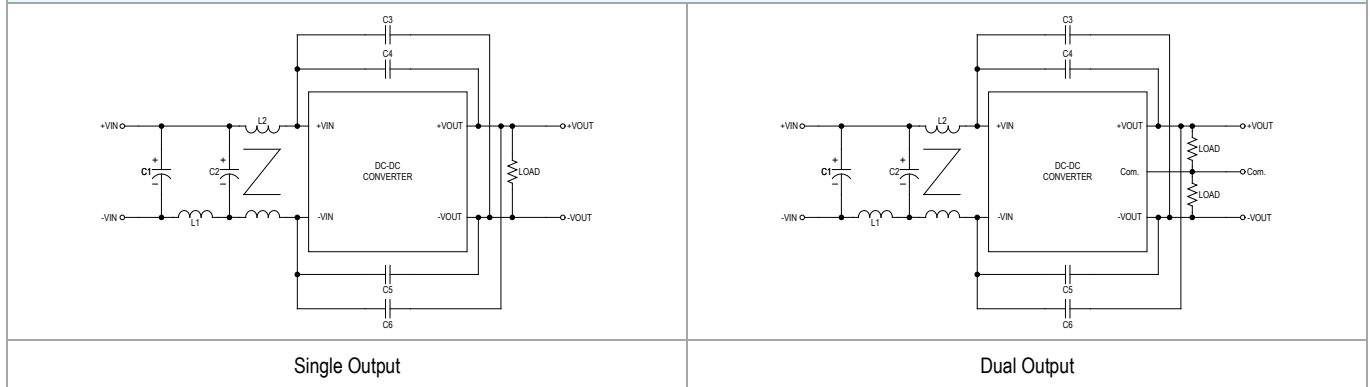 C3
C4
+VIN
L2
+VIN
+VOUT
+VOUT
+
C1
+
C2
DC-DC
CONVERTER
LOAD
-VIN
L1
-VIN
-VOUT
-VOUT
C5
C6
Single Output
C3
C4
+VIN
L2
+VIN
+VOUT
+VOUT
+
C1
+
C2
DC-DC
CONVERTER
LOAD
Com.
Com.
LOAD
-VIN
L1
-VIN
-VOUT
-VOUT
C5
C6
Dual Output